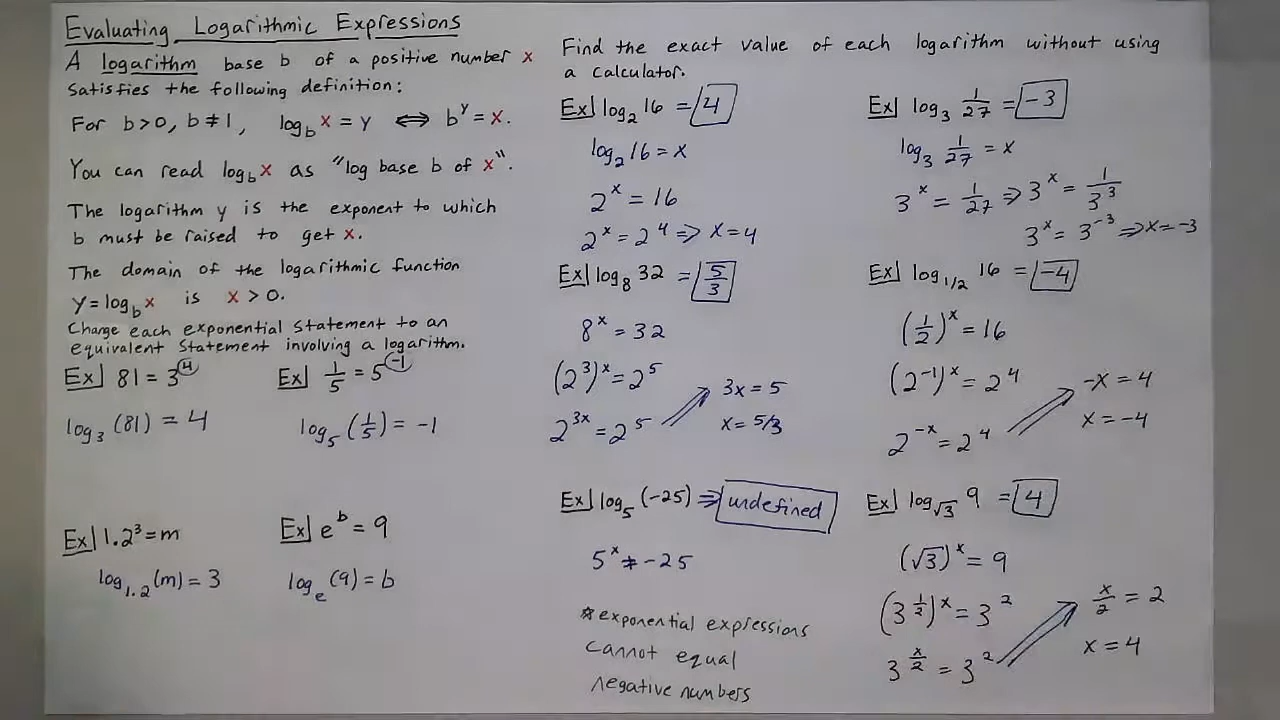 Evaluating Logarithmic Expressions
A logarithm base b of a positive number x
satisfies the following definition:
For b>0, b≠1, log_b x = y ⟺ b^y = x.
You can read log_b x as "log base b of x".
The logarithm y is the exponent to which
b must be raised to get x.
The domain of the logarithmic function
y=log_b x is x>0.
Change each exponential statement to an
equivalent statement involving a logarithm.
Ex] 81 = 3^4
log_3 (81) = 4
Ex] 1/5 = 5^-1
log_5 (1/5) = -1
Ex] 1.2^3 = m
log_1.2 (m) = 3
Ex] e^b = 9
log_e (9) = b
Find the exact value of each logarithm without using
a calculator.
Ex] log_2 16 = 4
log_2 16 = x
2^x = 16
2^x = 2^4 ⇒ x = 4
Ex] log_8 32 = 5/3
8^x = 32
(2^3)^x = 2^5
2^3x = 2^5
3x = 5
x = 5/3
Ex] log_5 (-25) ⇒ undefined
5^x ≠ -25
*exponential expressions
cannot equal
negative numbers
Ex] log_3 1/27 = -3
log_3 1/27 = x
3^x = 1/27 ⇒ 3^x = 1/3^3
3^x = 3^-3 ⇒ x = -3
Ex] log_1/2 16 = -4
(1/2)^x = 16
(2^-1)^x = 2^4
2^-x = 2^4
-x = 4
x = -4
Ex] log_√3 9 = 4
(√3)^x = 9
(3^1/2)^x = 3^2
3^x/2 = 3^2
x/2 = 2
x = 4